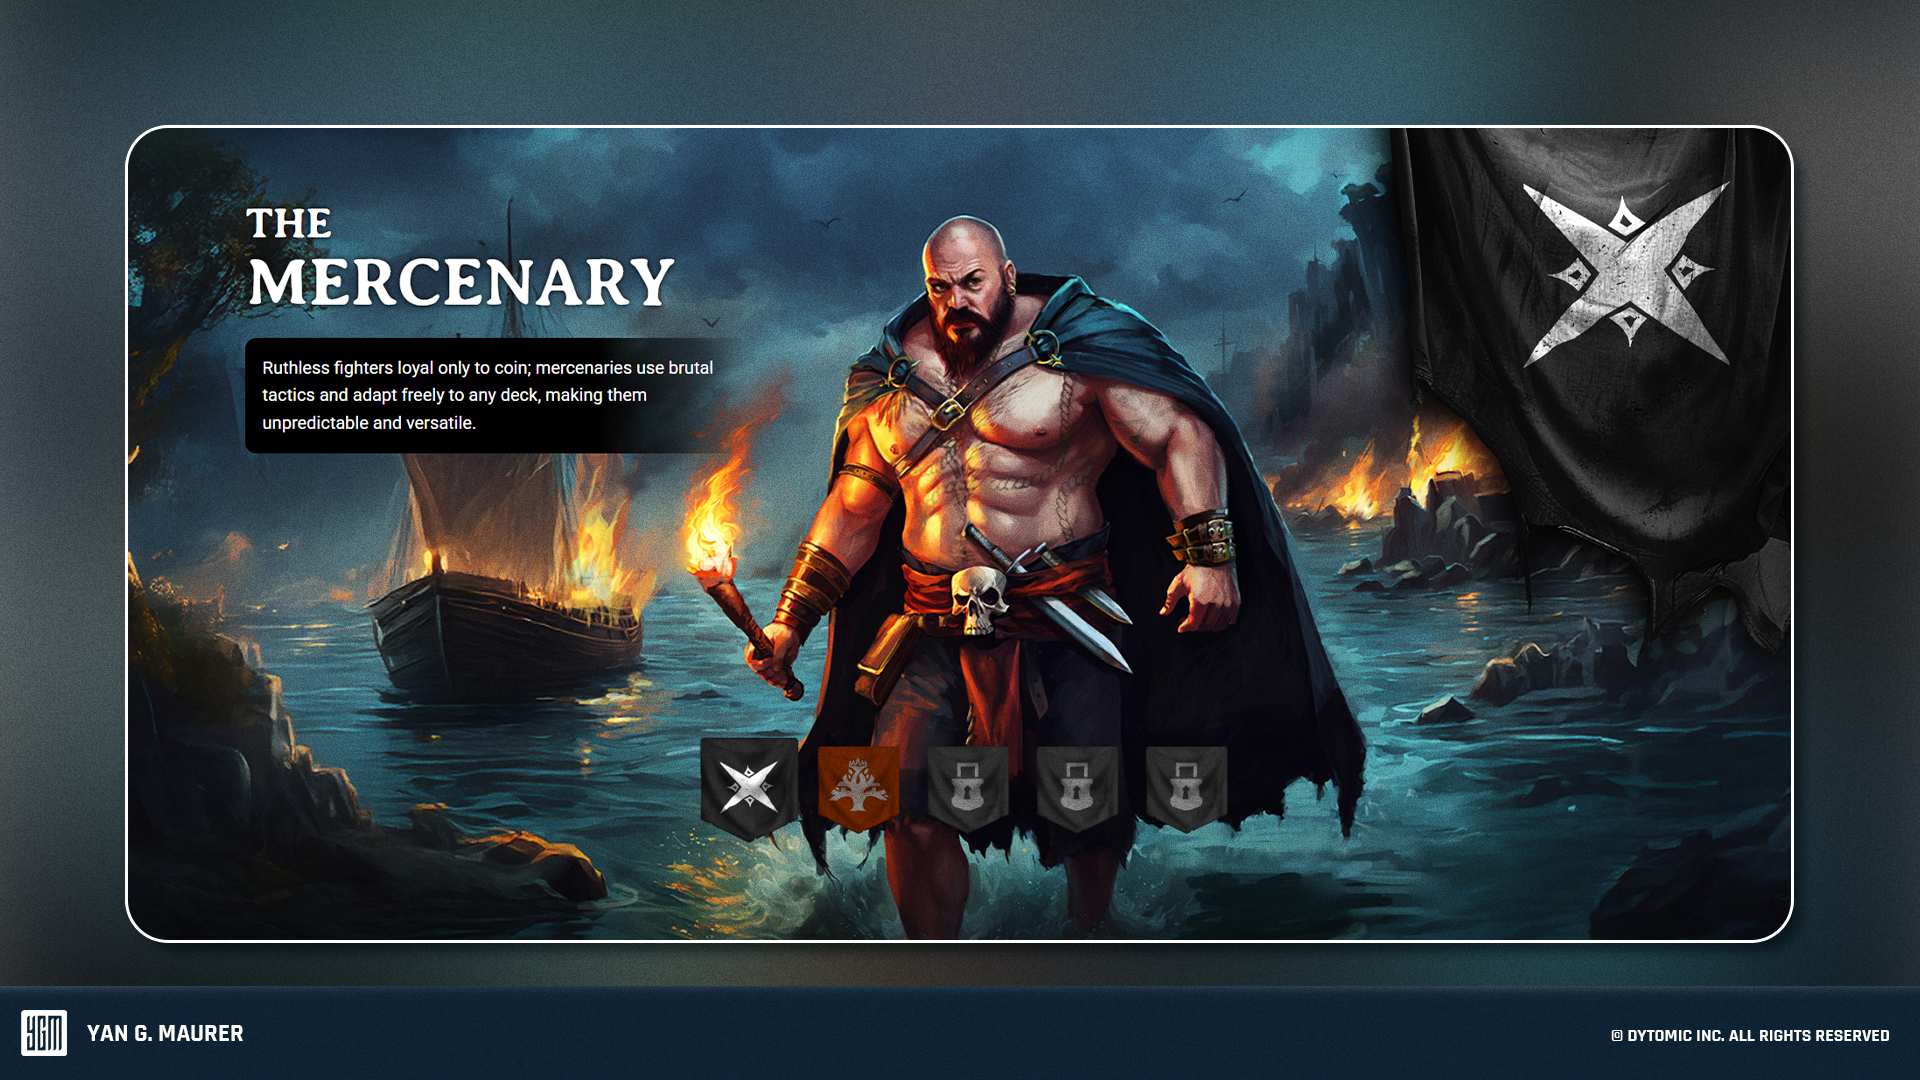 THE
MERCENARY
Ruthless fighters loyal only to coin; mercenaries use brutal
tactics and adapt freely to any deck, making them
unpredictable and versatile.
YGM
YAN G. MAURER
© DYTOMIC INC. ALL RIGHTS RESERVED